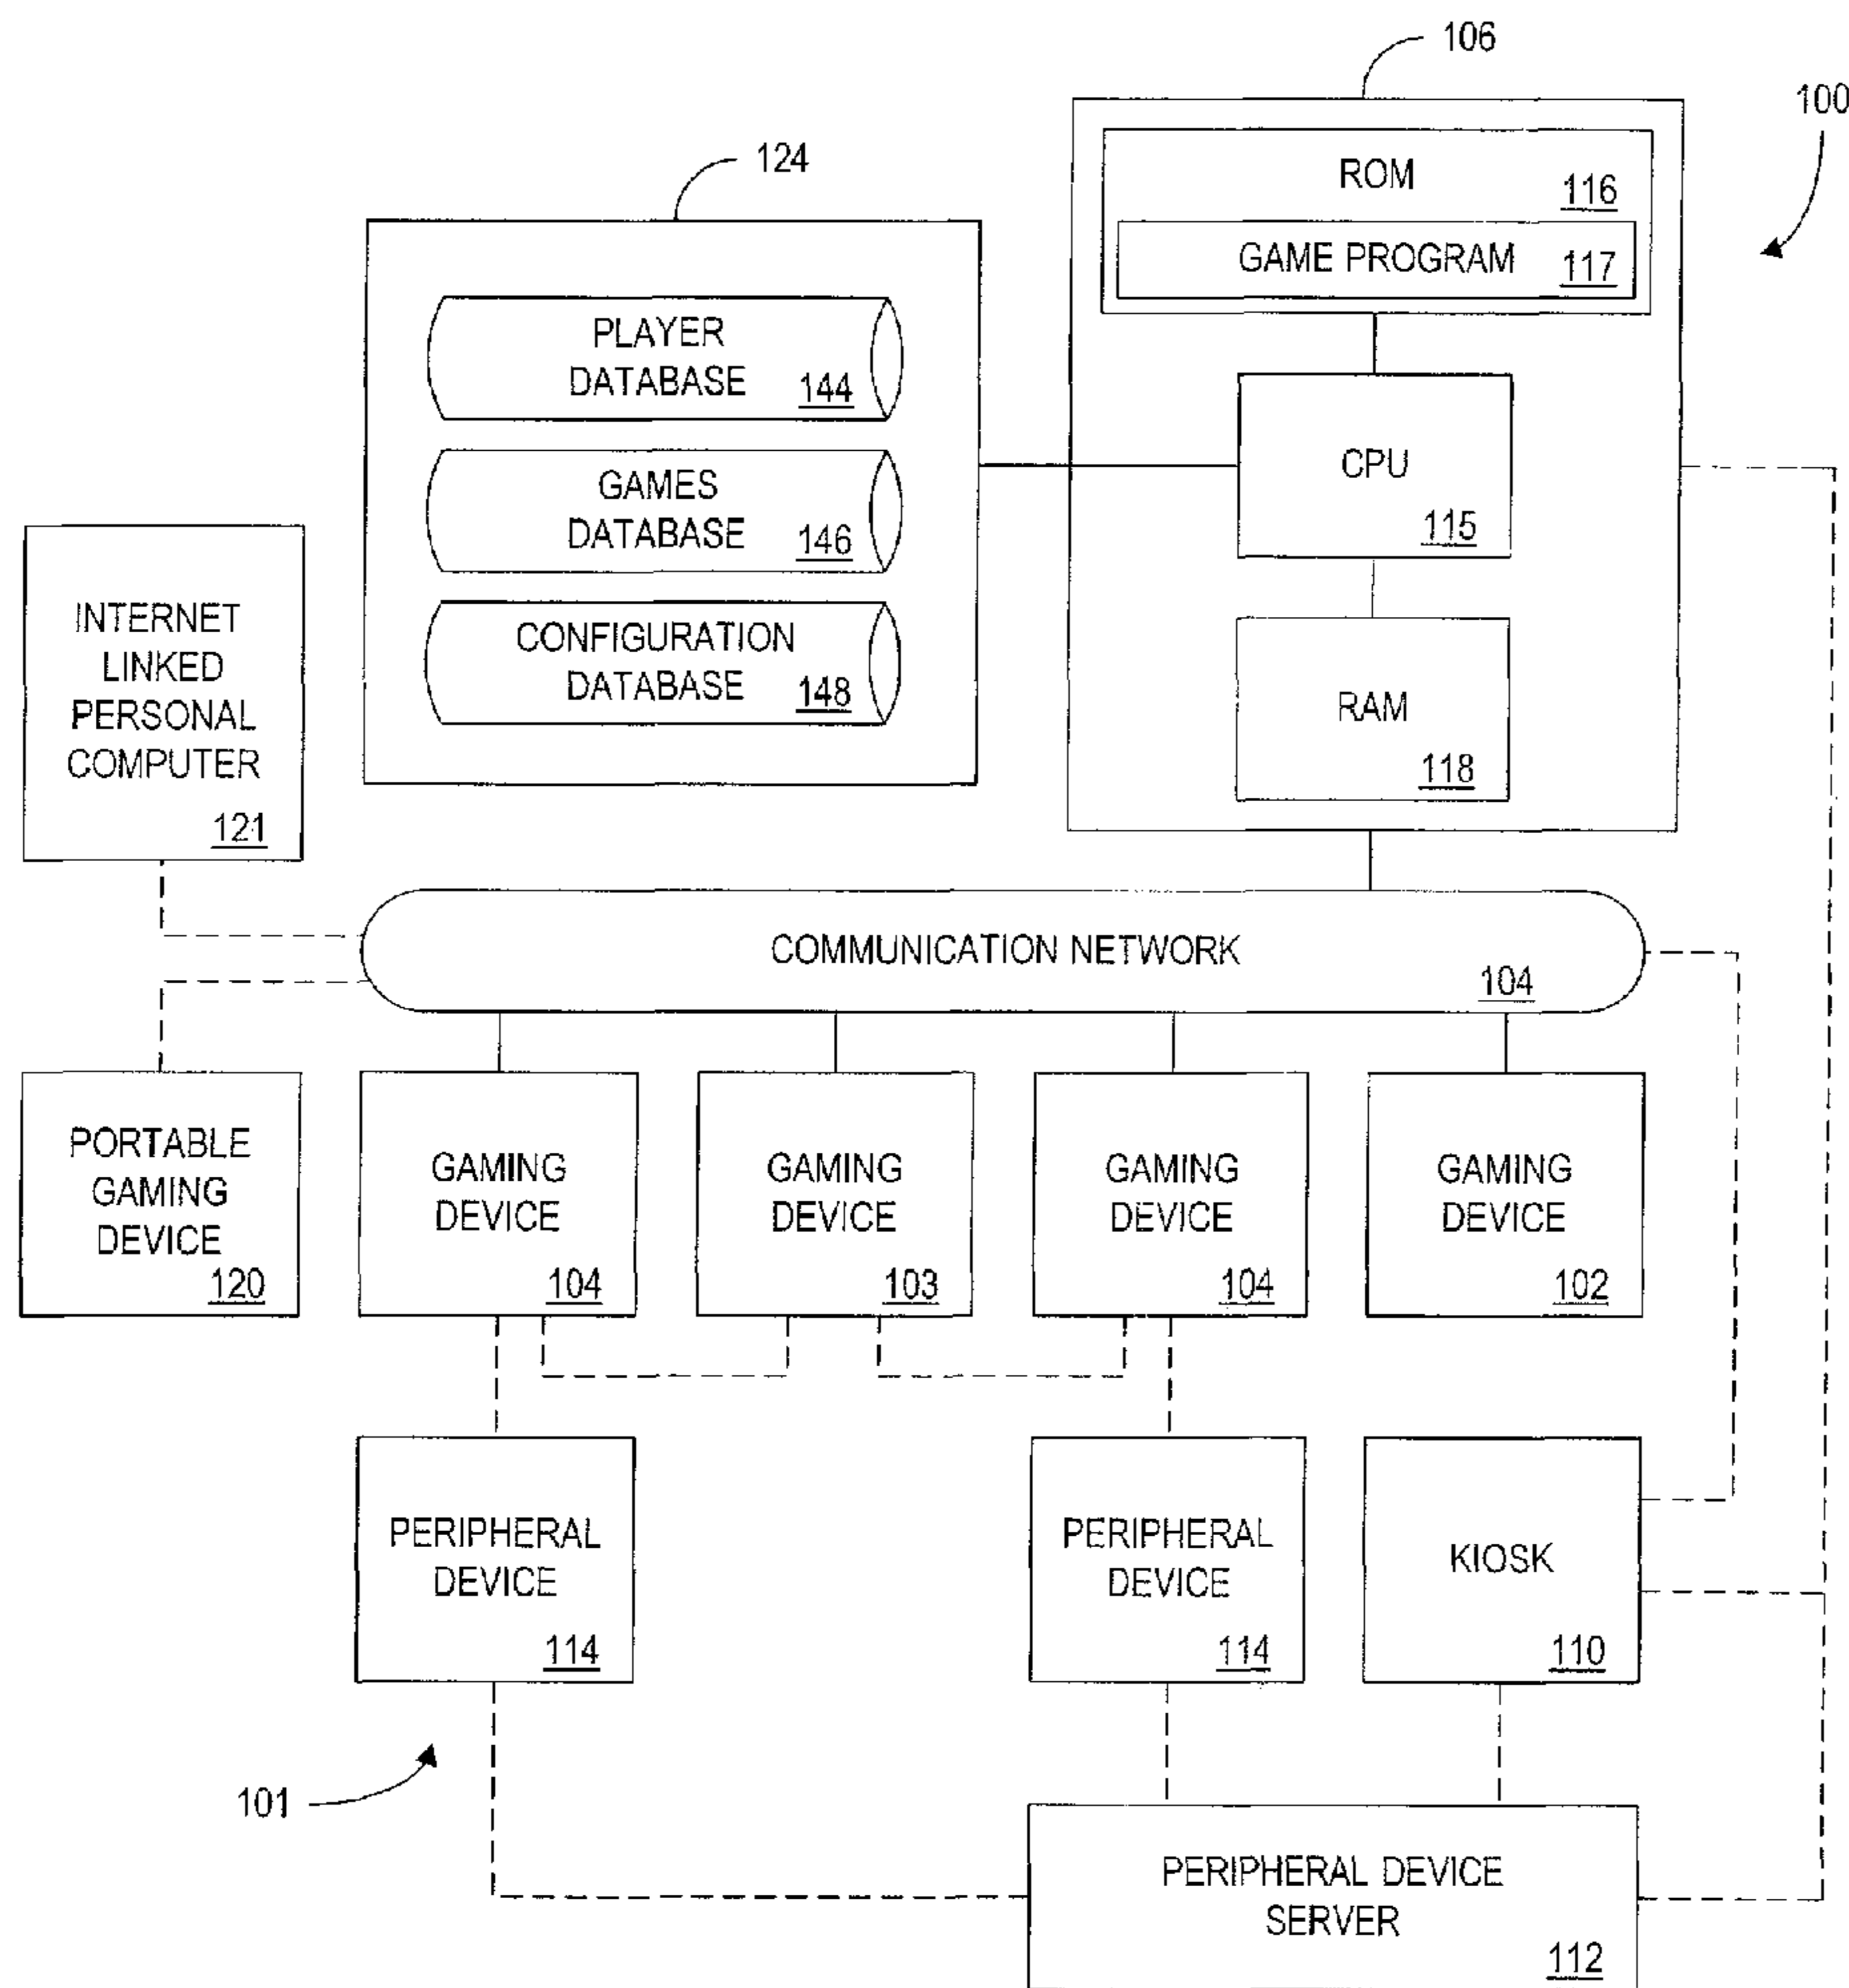 106
100
124
ROM
116
GAME PROGRAM 117
PLAYER
DATABASE 144
GAMES
DATABASE 146
CONFIGURATION
DATABASE 148
CPU
115
RAM
118
INTERNET
LINKED
PERSONAL
COMPUTER
121
COMMUNICATION NETWORK
104
PORTABLE
GAMING
DEVICE
120
GAMING
DEVICE
104
GAMING
DEVICE
103
GAMING
DEVICE
104
GAMING
DEVICE
102
PERIPHERAL
DEVICE
114
PERIPHERAL
DEVICE
114
KIOSK
110
101
PERIPHERAL DEVICE
SERVER
112